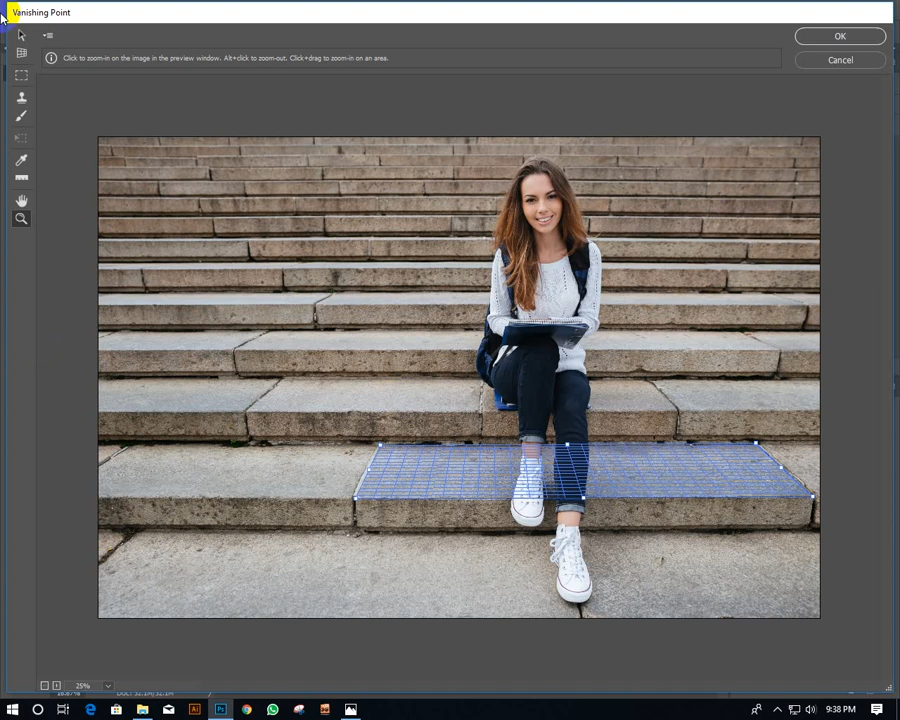 Vanishing Point
OK
Click to zoom-in on the image in the preview window. Alt+click to zoom-out. Click+drag to zoom-in on an area.
Cancel
25%
9:38 PM